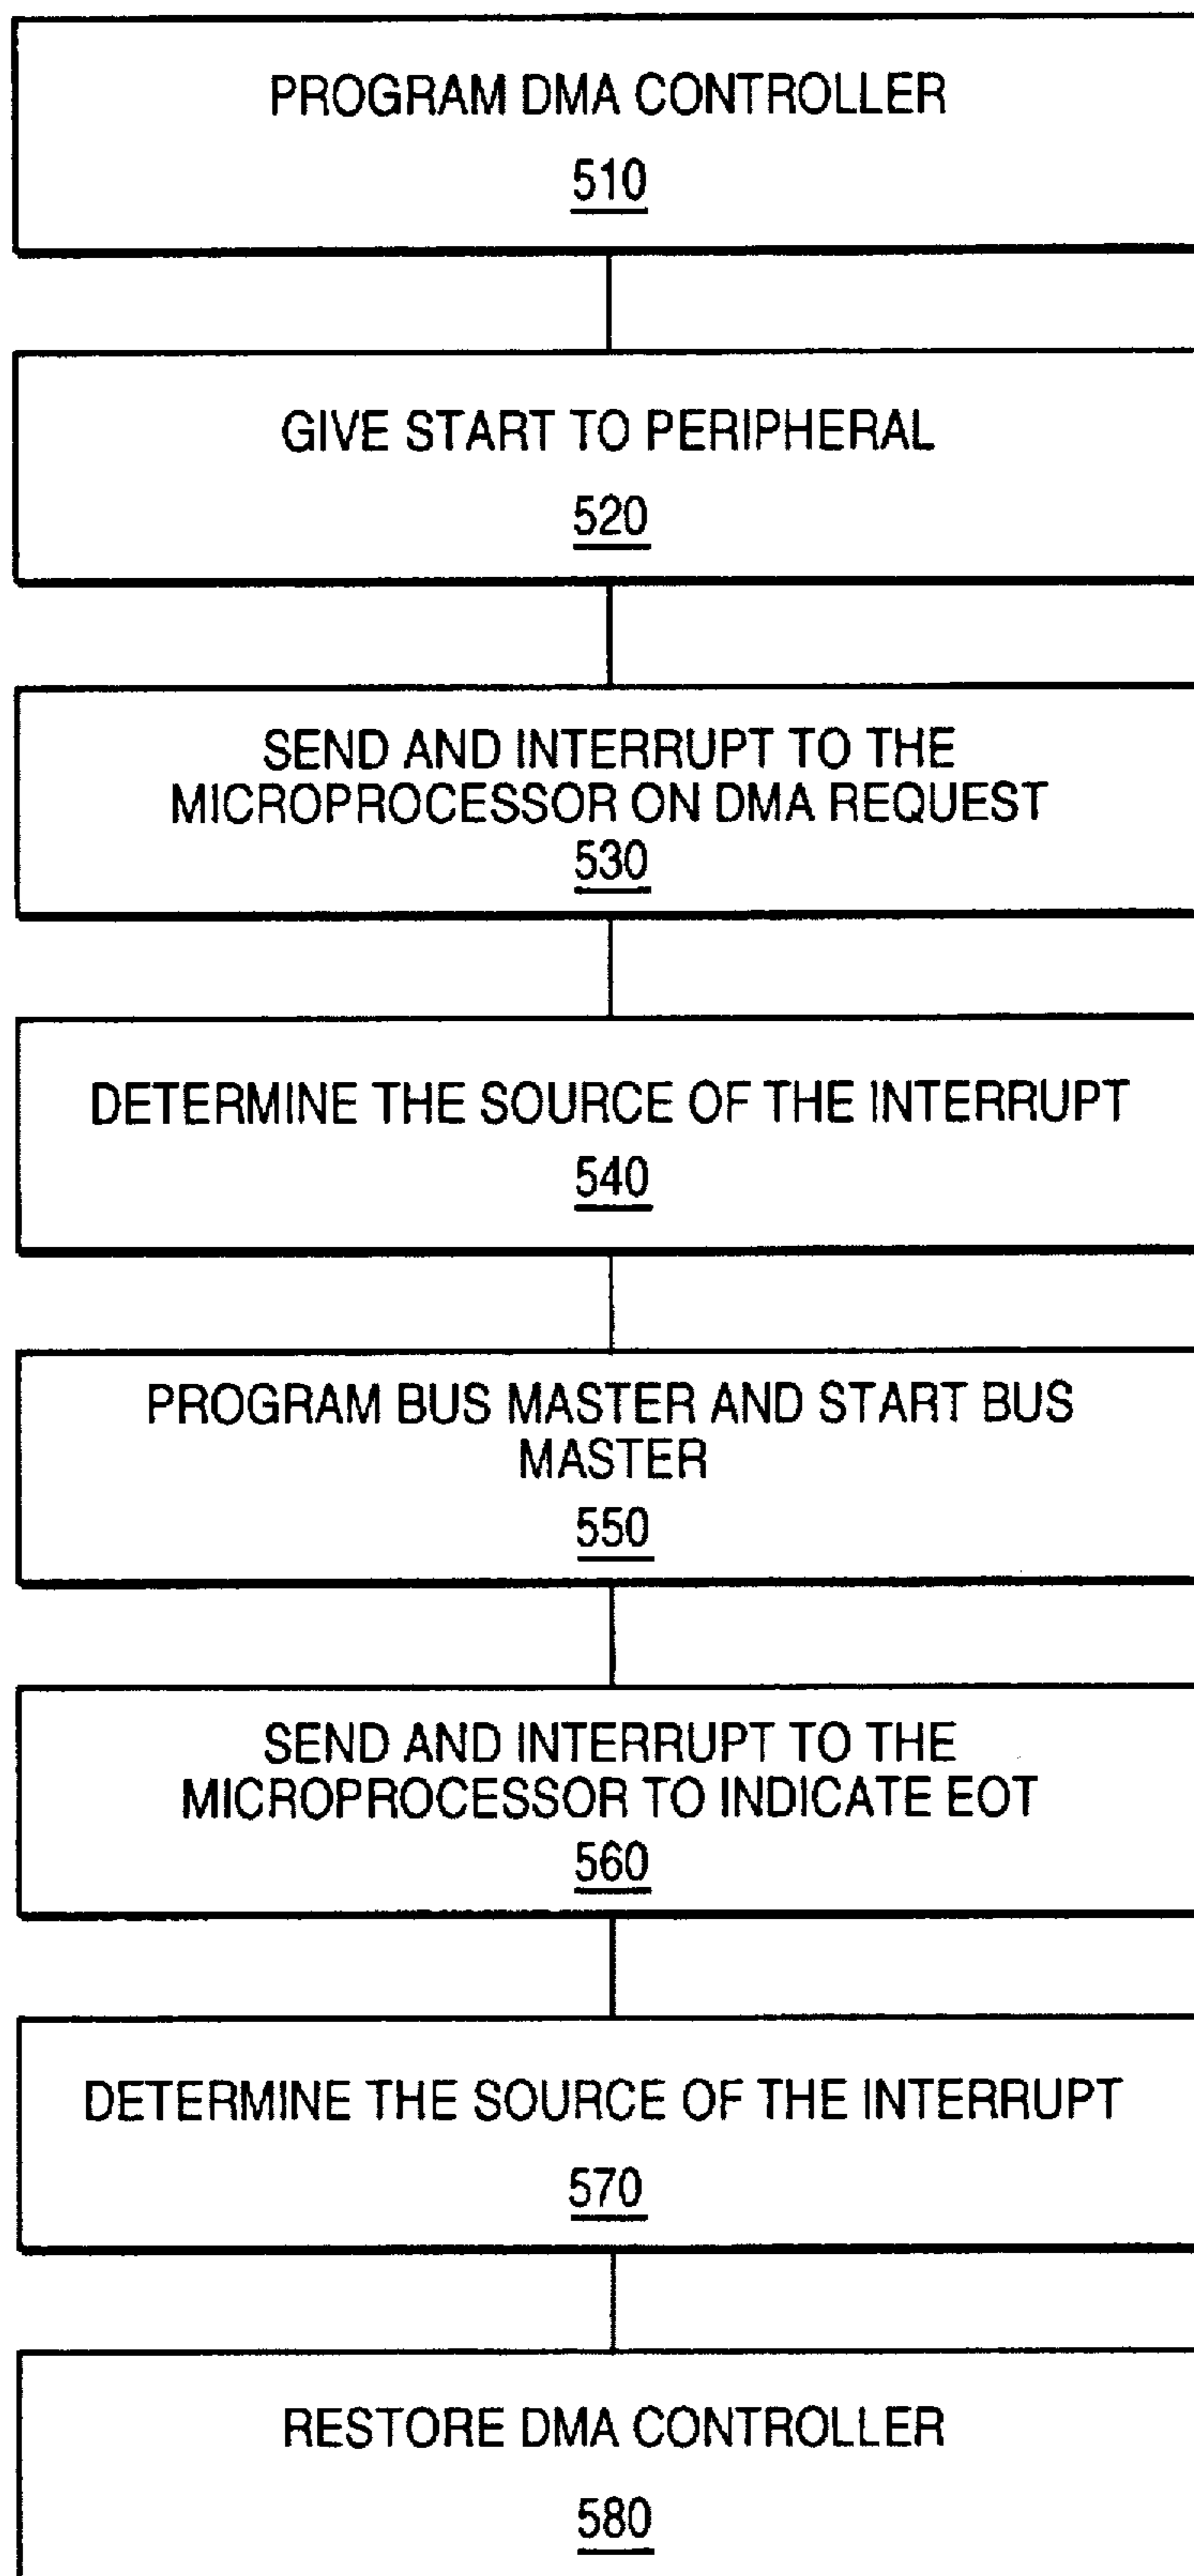 PROGRAM DMA CONTROLLER
510
GIVE START TO PERIPHERAL
520
SEND AND INTERRUPT TO THE
MICROPROCESSOR ON DMA REQUEST
530
DETERMINE THE SOURCE OF THE INTERRUPT
540
PROGRAM BUS MASTER AND START BUS
MASTER
550
SEND AND INTERRUPT TO THE
MICROPROCESSOR TO INDICATE EOT
560
DETERMINE THE SOURCE OF THE INTERRUPT
570
RESTORE DMA CONTROLLER
580